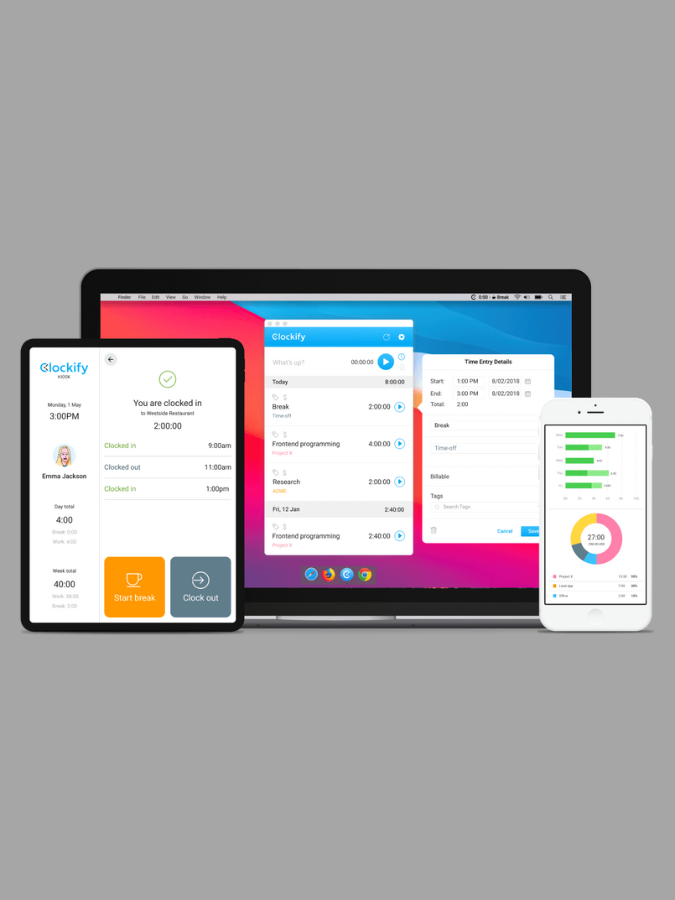 Finder File Edit View Go Window Help
0:00 Break
Clockify
KIOSK
Monday, 1 May
3:00PM
Emma Jackson
Day total
4:00
Break: 0:00
Work: 4:00
Week total
40:00
Work: 38:00
Break: 2:00
You are clocked in
to Westside Restaurant
2:00:00
Clocked in 9:00am
Clocked out 11:00am
Clocked in 1:00pm
Start break
Clock out
Clockify
What's up? 00:00:00
Today 8:00:00
Break 2:00:00
Time-off
Frontend programming 4:00:00
Project X
Research 2:00:00
ACME
Fri, 12 Jan 2:40:00
Frontend programming 2:40:00
Project X
Time Entry Details
Start: 1:00 PM 8/02/2018
End: 3:00 PM 8/02/2018
Total: 2:00
Break
Time-off
Billable
Tags
Search Tags
Cancel
Save
27:00
Project X
Office